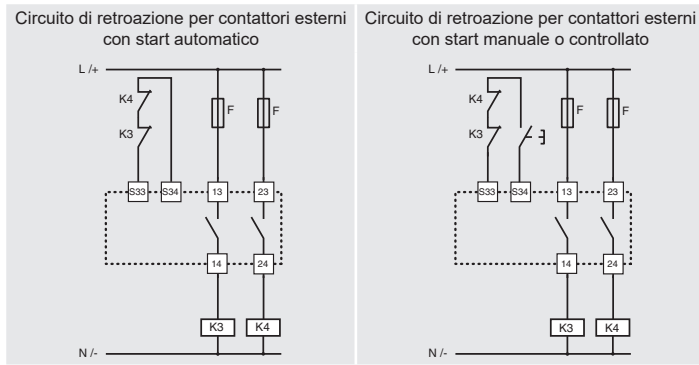 Circuito di retroazione per contattori esterni
con start automatico
L /+
K4
F
F
K3
S33
S34
13
23
14
24
K3
K4
N /-
Circuito di retroazione per contattori esterni
con start manuale o controllato
L /+
K4
F
F
K3
S33
S34
13
23
14
24
K3
K4
N /-